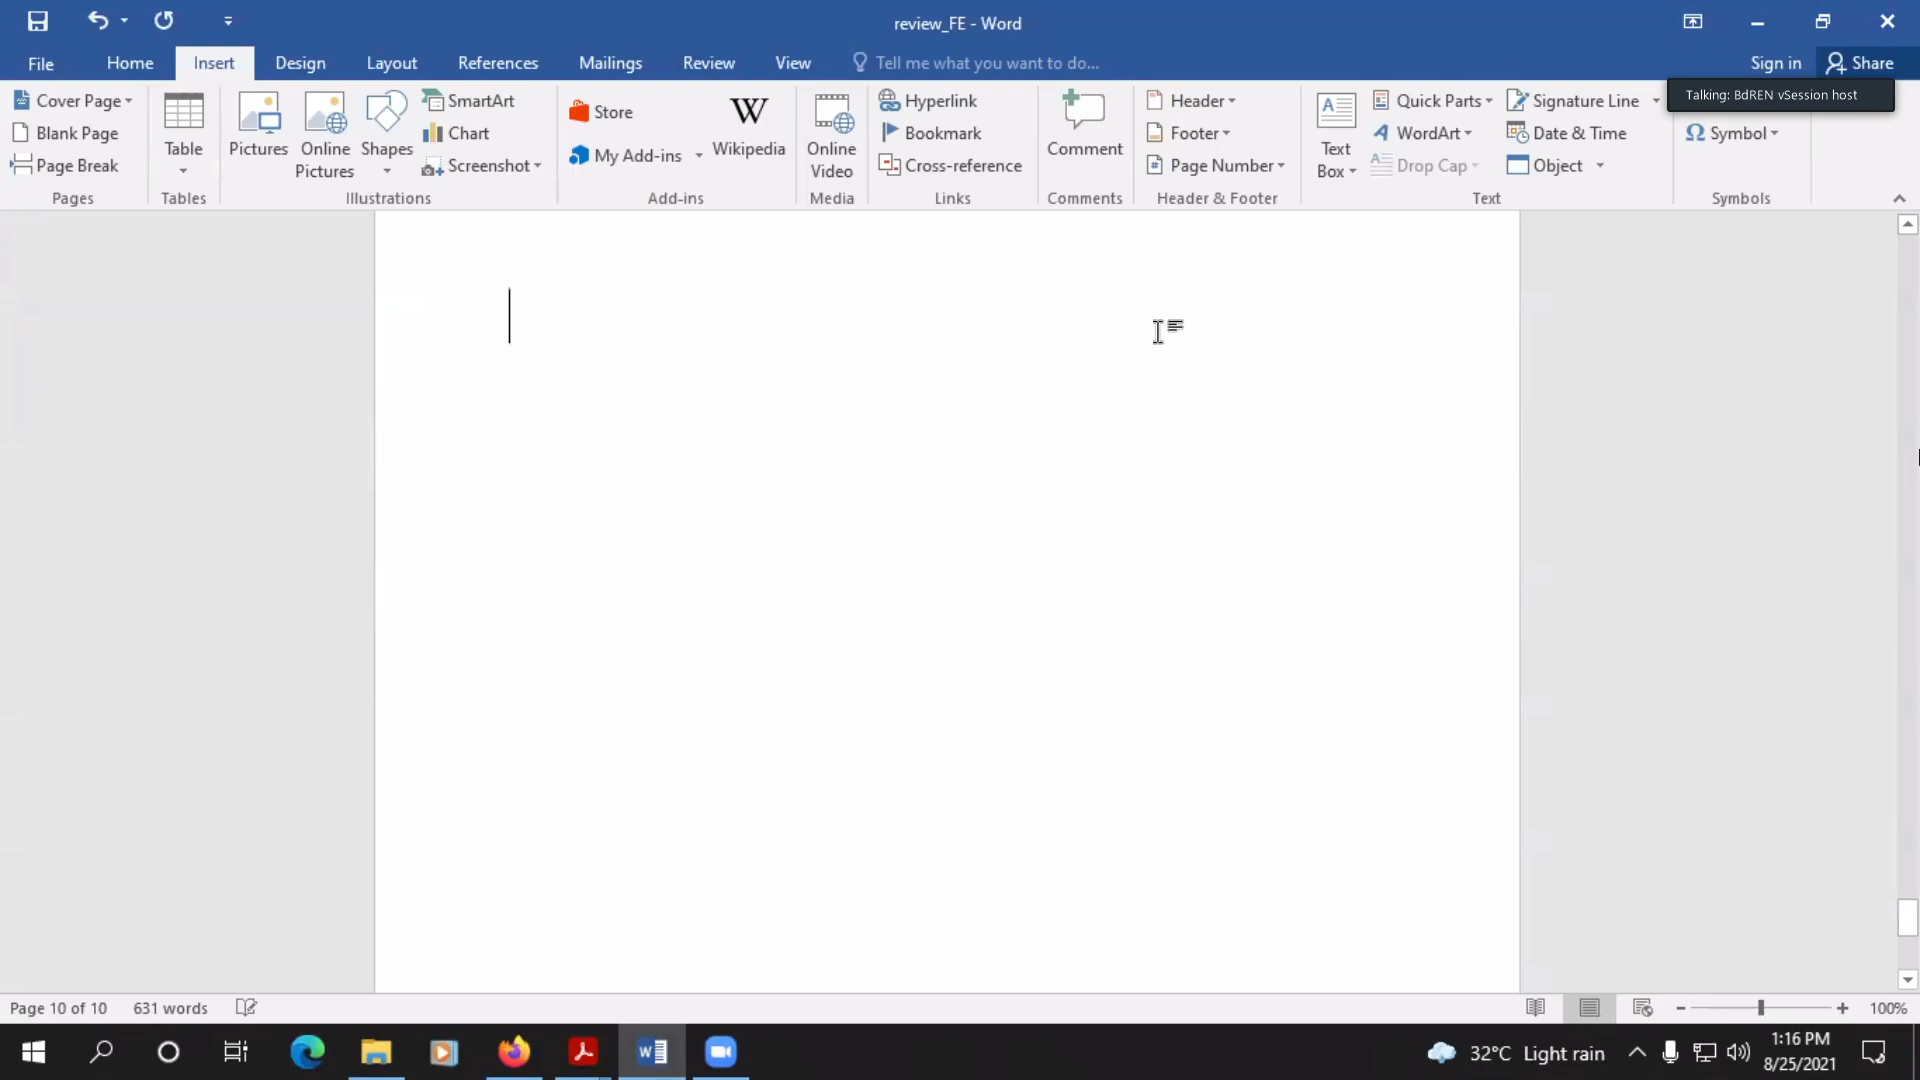 review_FE - Word
File Home Insert Design Layout References Mailings Review View Tell me what you want to do... Sign in Share
Talking: BdREN vSession host
Cover Page
Blank Page
Page Break
Pages
Table
Tables
Pictures
Online Pictures
Shapes
SmartArt
Chart
Screenshot
Illustrations
Store
My Add-ins
W
Wikipedia
Add-ins
Online Video
Media
Hyperlink
Bookmark
Cross-reference
Links
Comment
Comments
Header
Footer
Page Number
Header & Footer
Text Box
Quick Parts
WordArt
Drop Cap
Signature Line
Date & Time
Object
Text
Symbol
Symbols
Page 10 of 10 631 words 100%
32°C Light rain
1:16 PM
8/25/2021